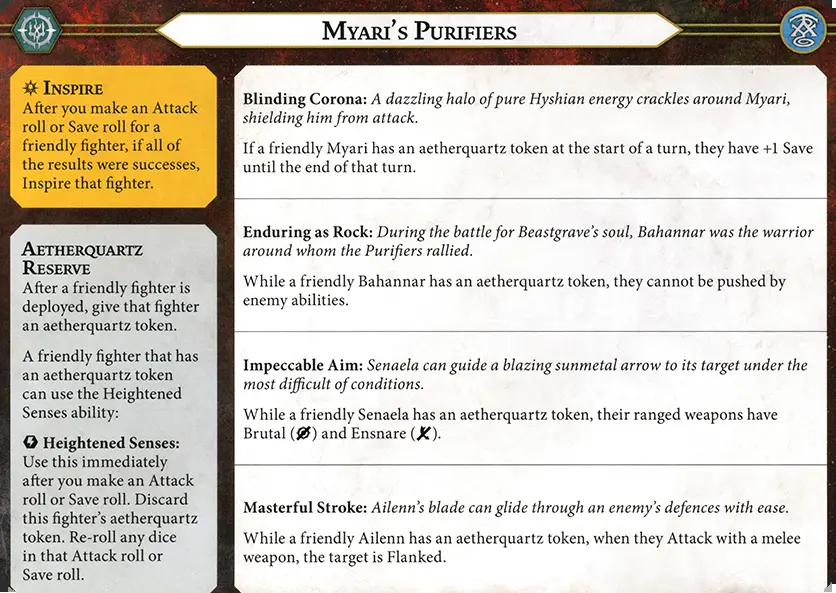 Myari's Purifiers
Inspire
After you make an Attack
roll or Save roll for a
friendly fighter, if all of
the results were successes,
Inspire that fighter.
Aetherquartz
Reserve
After a friendly fighter is
deployed, give that fighter
an aetherquartz token.
A friendly fighter that has
an aetherquartz token
can use the Heightened
Senses ability:
Heightened Senses:
Use this immediately
after you make an Attack
roll or Save roll. Discard
this fighter's aetherquartz
token. Re-roll any dice
in that Attack roll or
Save roll.
Blinding Corona: A dazzling halo of pure Hyshian energy crackles around Myari,
shielding him from attack.
If a friendly Myari has an aetherquartz token at the start of a turn, they have +1 Save
until the end of that turn.
Enduring as Rock: During the battle for Beastgrave's soul, Bahannar was the warrior
around whom the Purifiers rallied.
While a friendly Bahannar has an aetherquartz token, they cannot be pushed by
enemy abilities.
Impeccable Aim: Senaela can guide a blazing sunmetal arrow to its target under the
most difficult of conditions.
While a friendly Senaela has an aetherquartz token, their ranged weapons have
Brutal () and Ensnare ().
Masterful Stroke: Ailenn's blade can glide through an enemy's defences with ease.
While a friendly Ailenn has an aetherquartz token, when they Attack with a melee
weapon, the target is Flanked.